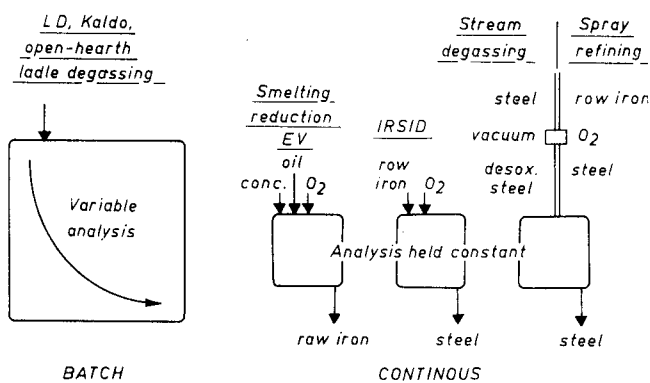 LD, Kaldo,
open-hearth
ladle degassing
Variable
analysis
BATCH
Smelting
reduction
EV
oil
conc. O2
raw iron
IRSID
row
iron O2
steel
Analysis held constant
Stream
degassing
Spray
refining
steel
row iron
vacuum
O2
desox.
steel
steel
steel
CONTINOUS